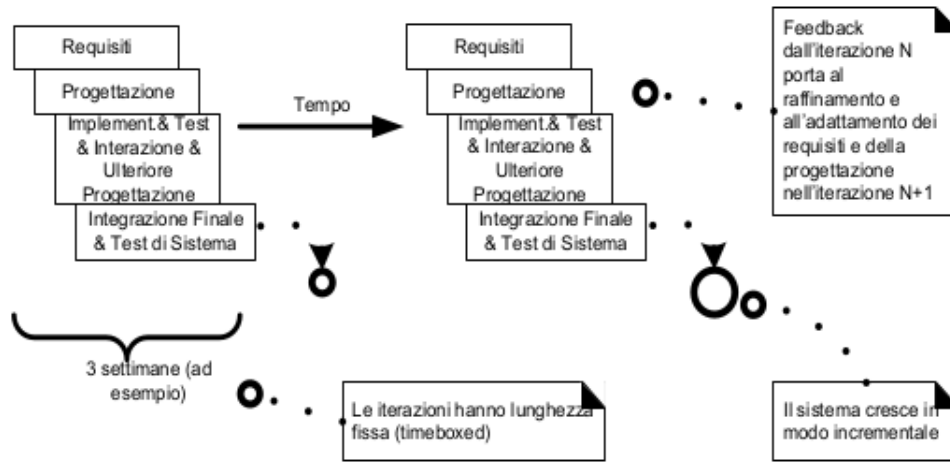 Requisiti
Progettazione
Implement.& Test
& Interazione &
Ulteriore
Progettazione
Integrazione Finale
& Test di Sistema
Tempo
Requisiti
Progettazione
Implement.& Test
& Interazione &
Ulteriore
Progettazione
Integrazione Finale
& Test di Sistema
Feedback
dall'iterazione N
porta al
raffinamento e
all'adattamento dei
requisiti e della
progettazione
nell'iterazione N+1
3 settimane (ad
esempio)
Le iterazioni hanno lunghezza
fissa (timeboxed)
Il sistema cresce in
modo incrementale